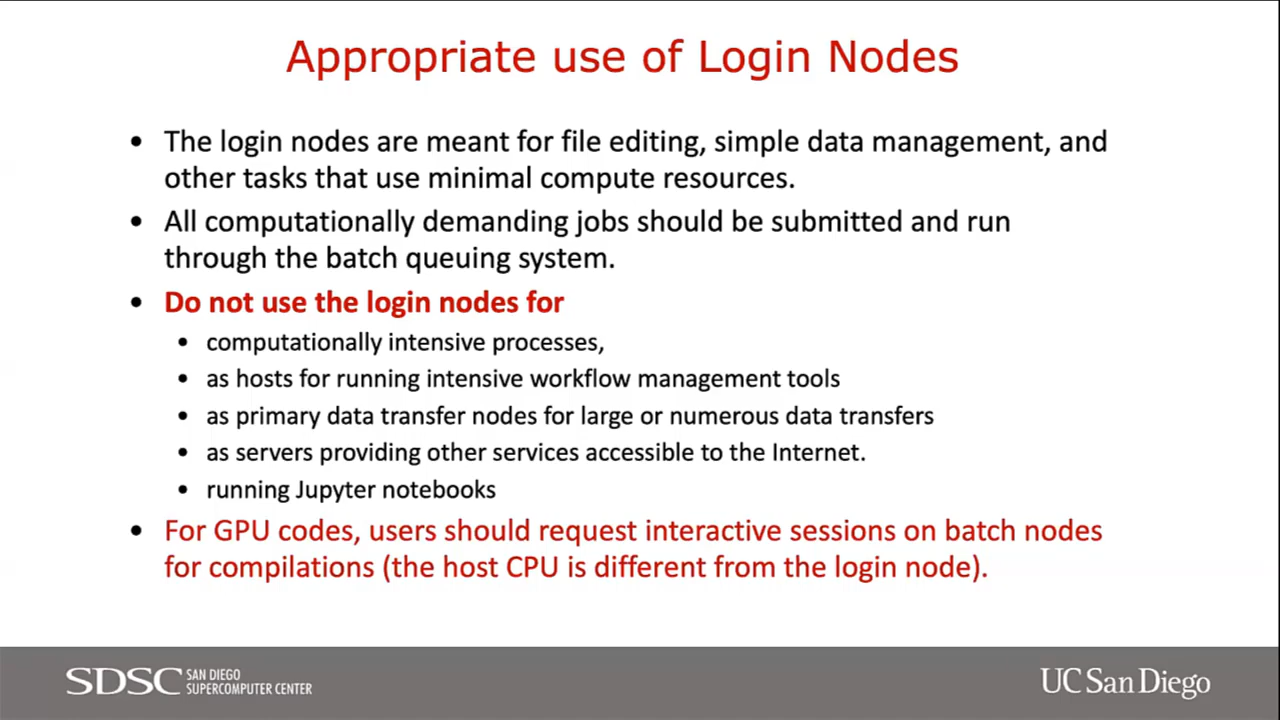 Appropriate use of Login Nodes
• The login nodes are meant for file editing, simple data management, and
other tasks that use minimal compute resources.
• All computationally demanding jobs should be submitted and run
through the batch queuing system.
• Do not use the login nodes for
• computationally intensive processes,
• as hosts for running intensive workflow management tools
• as primary data transfer nodes for large or numerous data transfers
• as servers providing other services accessible to the Internet.
• running Jupyter notebooks
• For GPU codes, users should request interactive sessions on batch nodes
for compilations (the host CPU is different from the login node).
SDSC
SAN DIEGO
SUPERCOMPUTER CENTER
UC San Diego